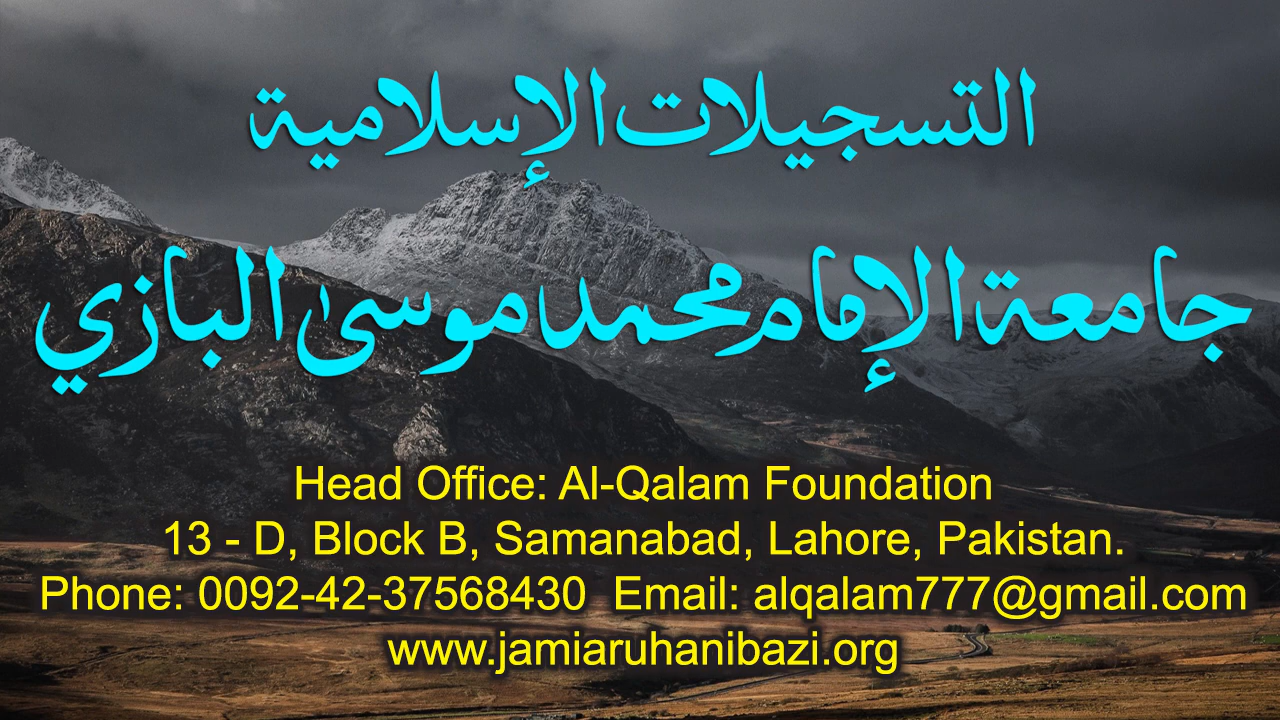 التسجيلات الإسلامية
جامعة الإمام محمد موسىٰ البازي
Head Office: Al-Qalam Foundation
13 - D, Block B, Samanabad, Lahore, Pakistan.
Phone: 0092-42-37568430 Email: alqalam777@gmail.com
www.jamiaruhanibazi.org